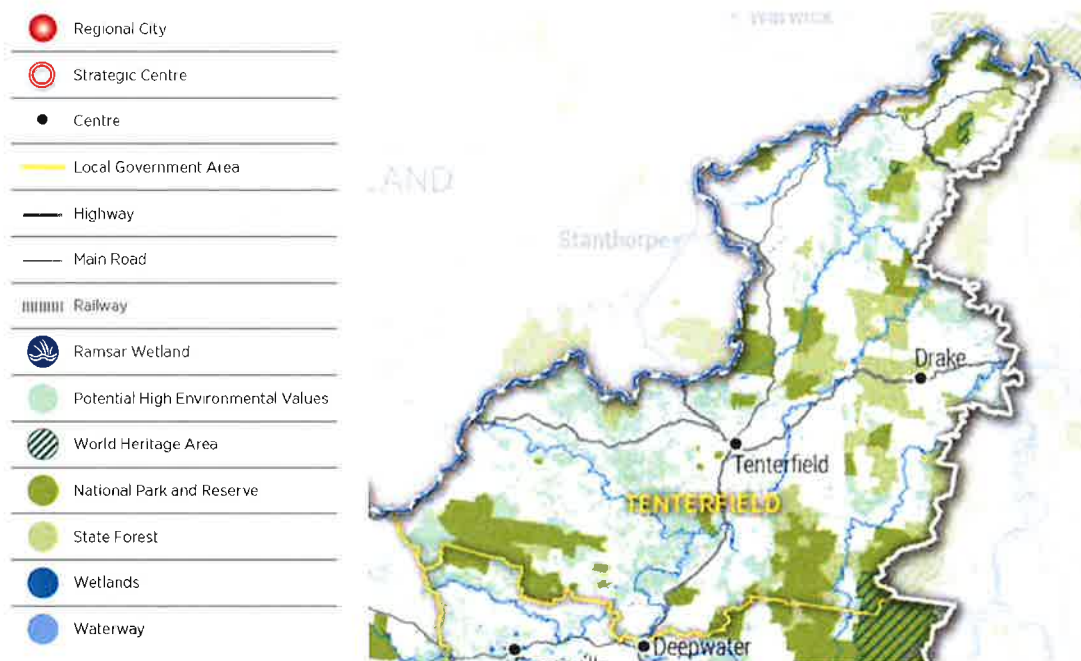 Regional City
Strategic Centre
Centre
Local Government Area
Highway
Main Road
Railway
Ramsar Wetland
Potential High Environmental Values
World Heritage Area
National Park and Reserve
State Forest
Wetlands
Waterway
Warwick
LAND
Stanthorpe
Drake
Tenterfield
TENTERFIELD
Deepwater